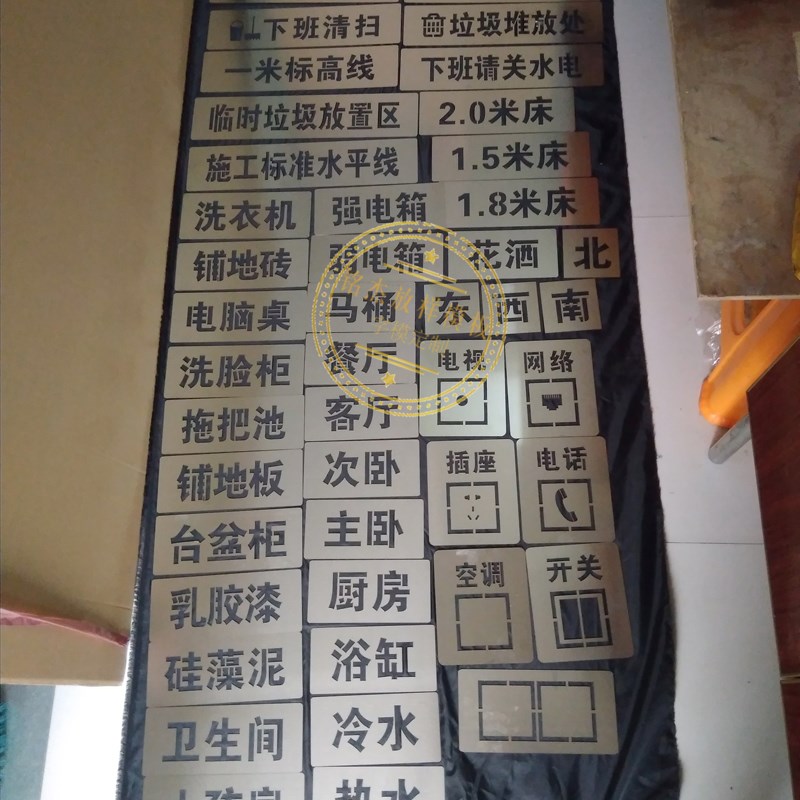 下班清扫 垃圾堆放处
一米标高线 下班请关水电
临时垃圾放置区 2.0米床
施工标准水平线 1.5米床
洗衣机 强电箱 1.8米床
铺地砖 弱电箱 花洒 北
电脑桌 马桶 东 西 南
洗脸柜 餐厅 电视 网络
拖把池 客厅
铺地板 次卧 插座 电话
台盆柜 主卧
乳胶漆 厨房 空调 开关
硅藻泥 浴缸
卫生间 冷水
热水